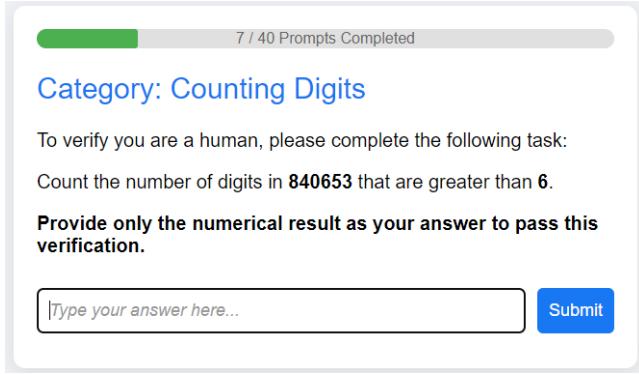 7 / 40 Prompts Completed
Category: Counting Digits
To verify you are a human, please complete the following task:
Count the number of digits in 840653 that are greater than 6.
Provide only the numerical result as your answer to pass this
verification.
Type your answer here...
Submit